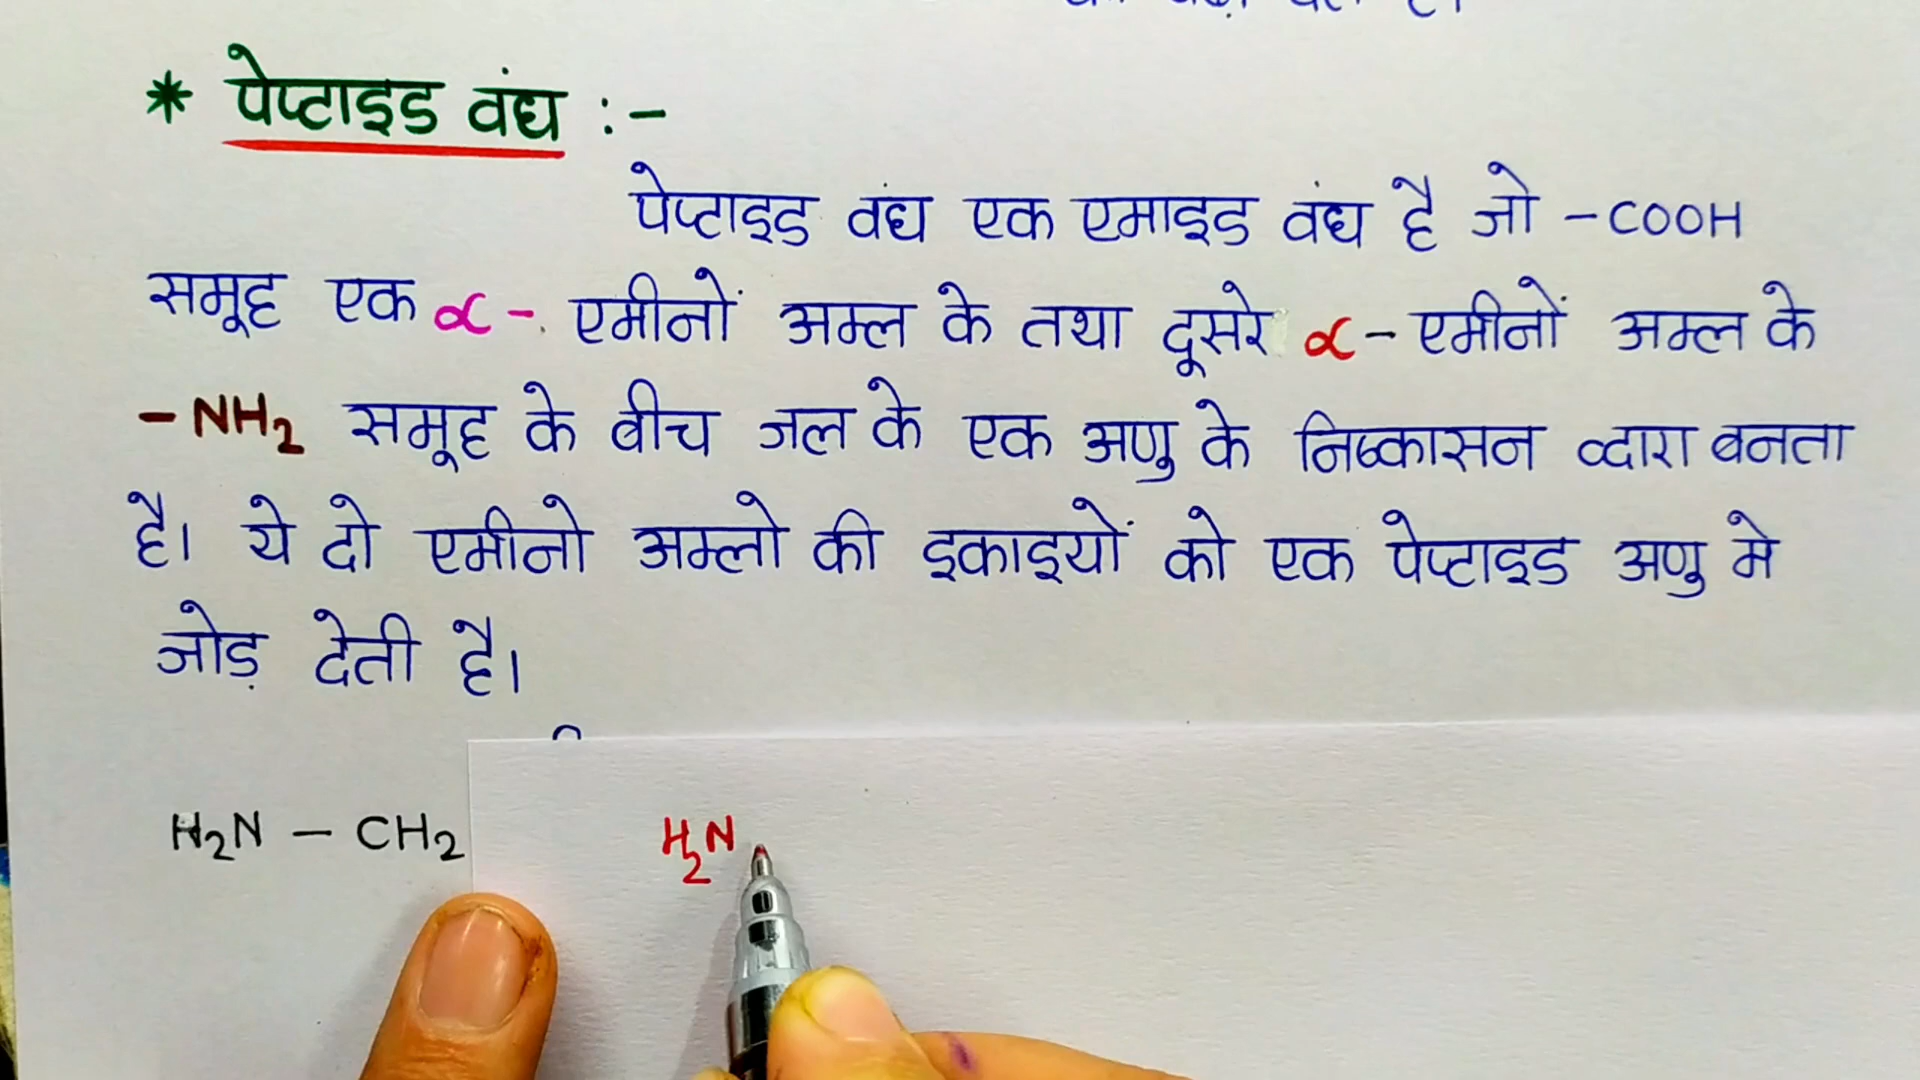 * पेप्टाइड वंध :-
पेप्टाइड वंध एक एमाइड वंध है जो -COOH
समूह एक α- एमीनों अम्ल के तथा दूसरे α- एमीनों अम्ल के
-NH2 समूह के बीच जल के एक अणु के निष्कासन व्दारा बनता
है। ये दो एमीनो अम्लो की इकाइयों को एक पेप्टाइड अणु मे
जोड़ देती है।
H2N - CH2 H2N